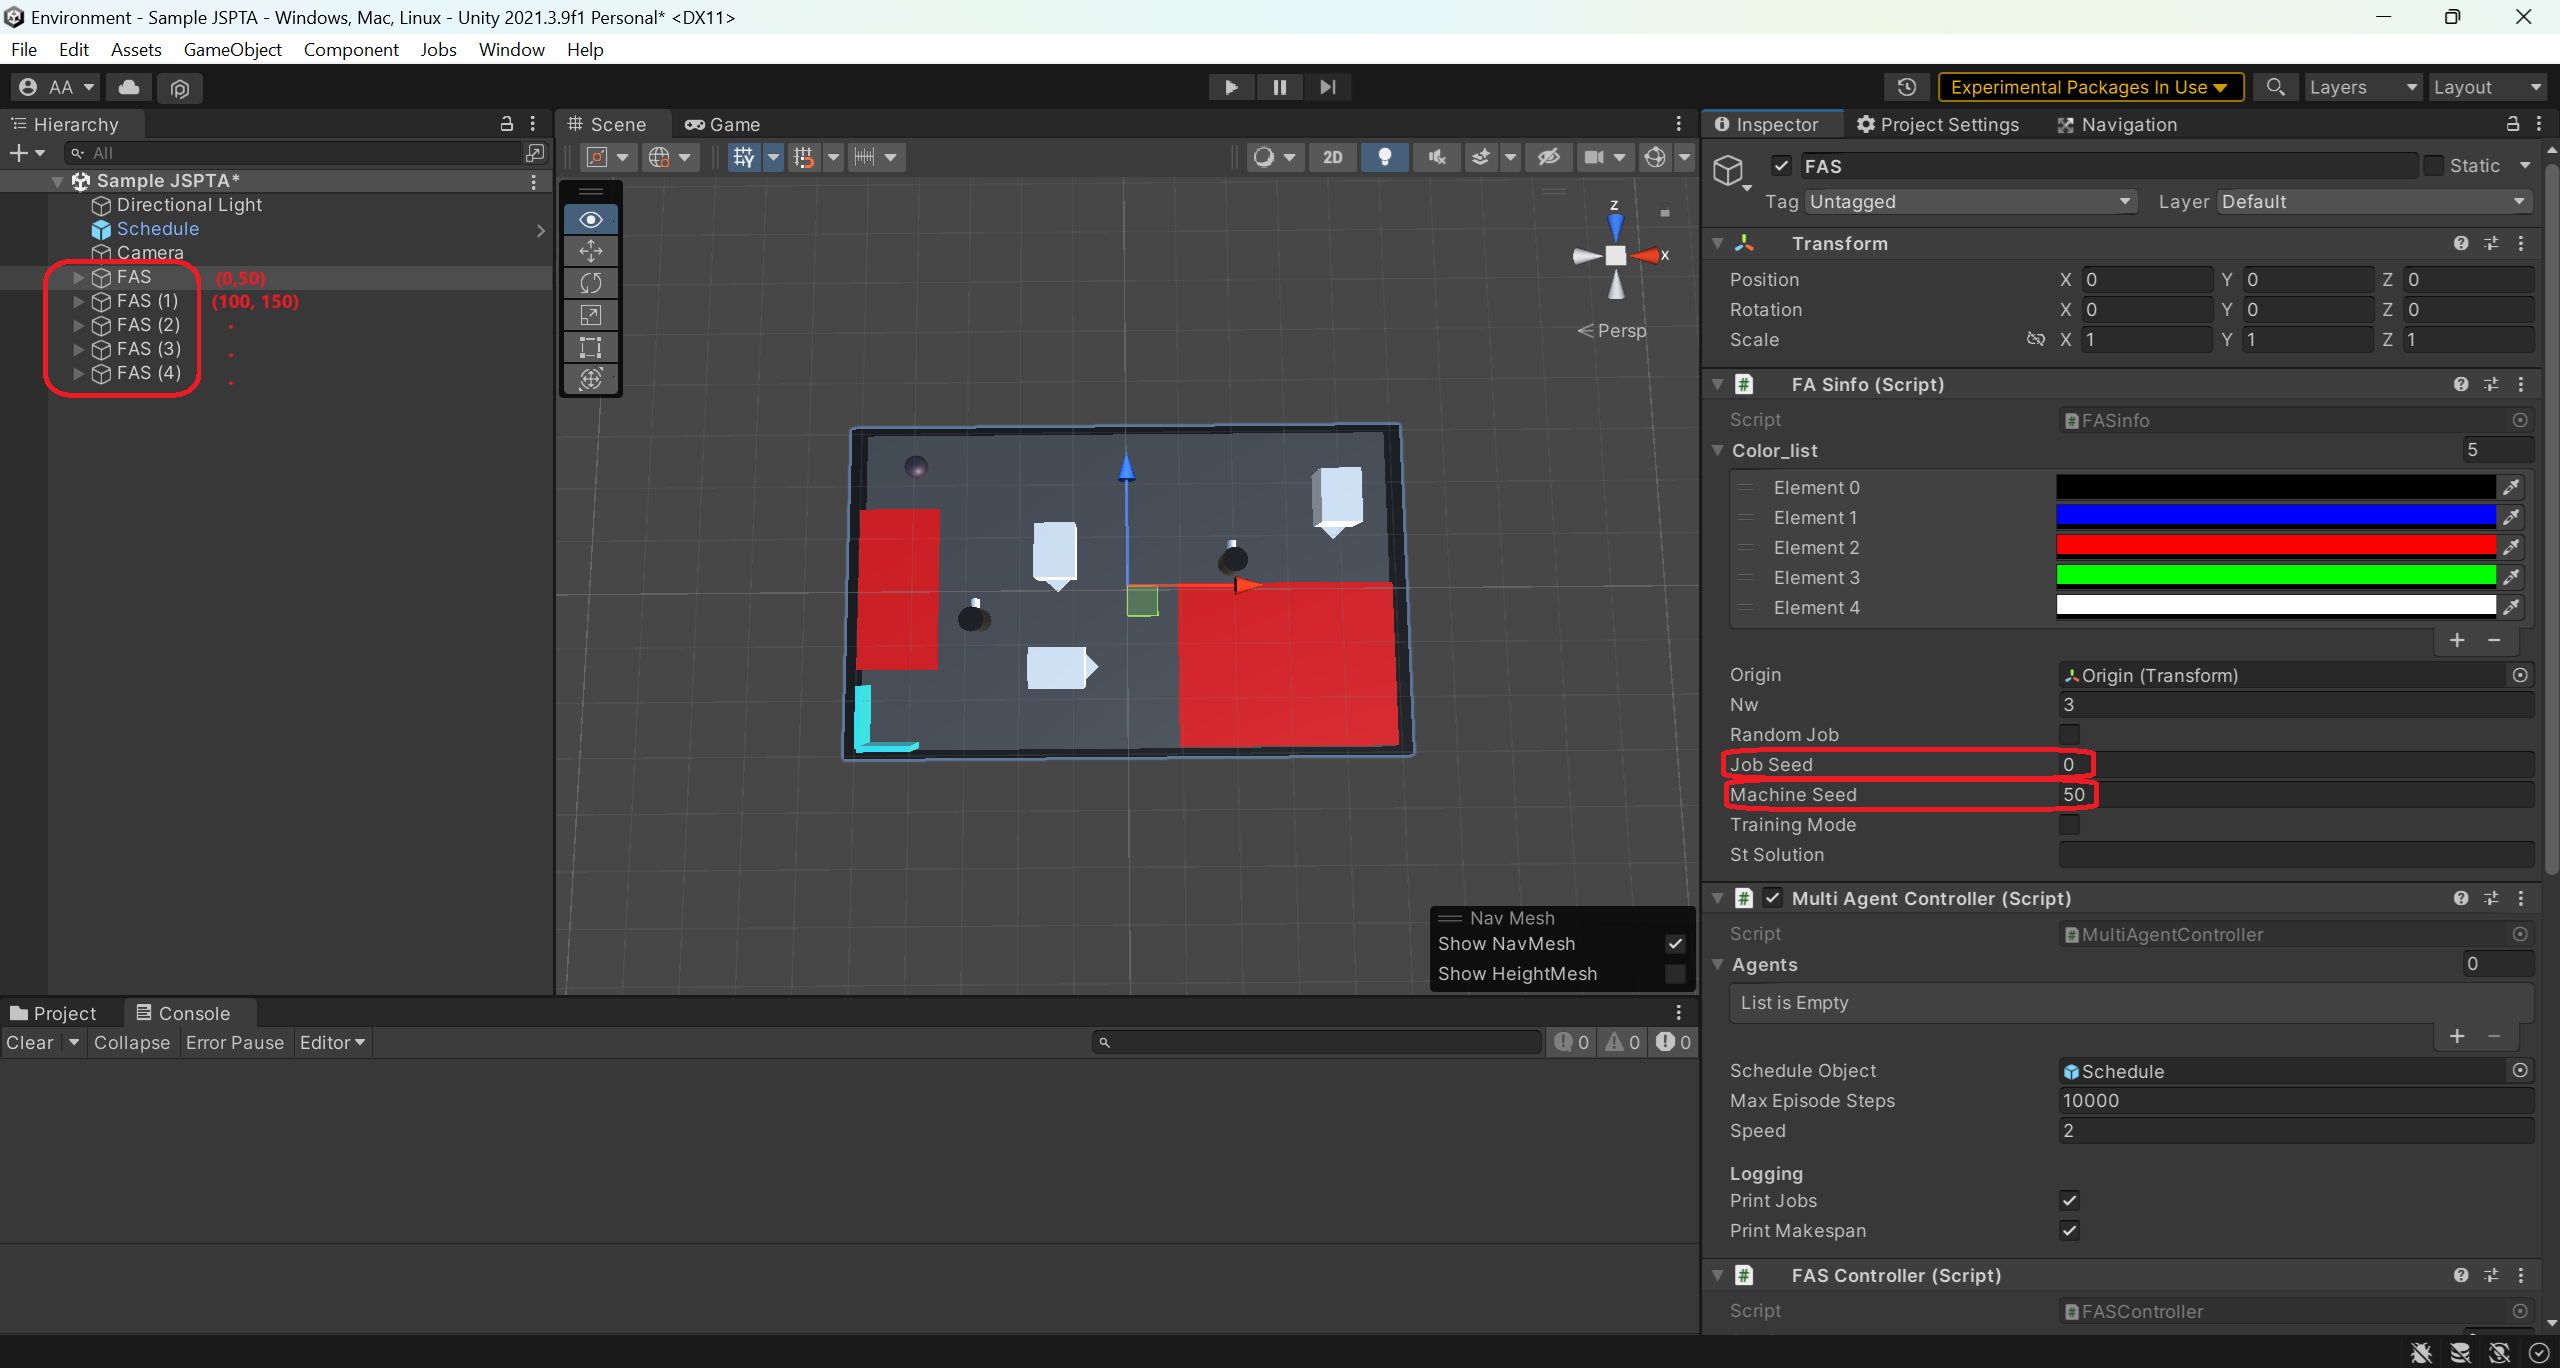 Environment - Sample JSPTA - Windows, Mac, Linux - Unity 2021.3.9f1 Personal* <DX11>
File Edit Assets GameObject Component Jobs Window Help
AA
Experimental Packages In Use
Layers
Layout
Hierarchy
All
Sample JSPTA*
Directional Light
Schedule
Camera
FAS (0,50)
FAS (1) (100, 150)
FAS (2) .
FAS (3) .
FAS (4) .
Scene
Game
2D
z
x
Persp
Nav Mesh
Show NavMesh
Show HeightMesh
Project
Console
Clear Collapse Error Pause Editor
0 0 0
Inspector
Project Settings
Navigation
FAS
Static
Tag Untagged Layer Default
Transform
Position X 0 Y 0 Z 0
Rotation X 0 Y 0 Z 0
Scale X 1 Y 1 Z 1
# FA Sinfo (Script)
Script # FASinfo
Color_list 5
Element 0
Element 1
Element 2
Element 3
Element 4
+ −
Origin Origin (Transform)
Nw 3
Random Job
Job Seed 0
Machine Seed 50
Training Mode
St Solution
# Multi Agent Controller (Script)
Script # MultiAgentController
Agents 0
List is Empty
+ −
Schedule Object Schedule
Max Episode Steps 10000
Speed 2
Logging
Print Jobs
Print Makespan
# FAS Controller (Script)
Script # FASController